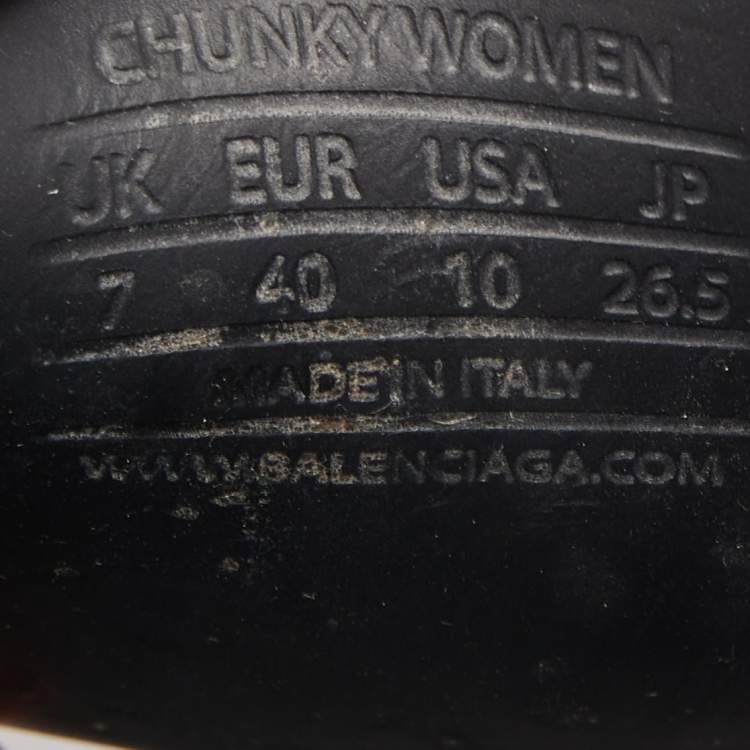 CHUNKY WOMEN
UK EUR USA JP
7 40 10 26.5
MADE IN ITALY
WWW.BALENCIAGA.COM